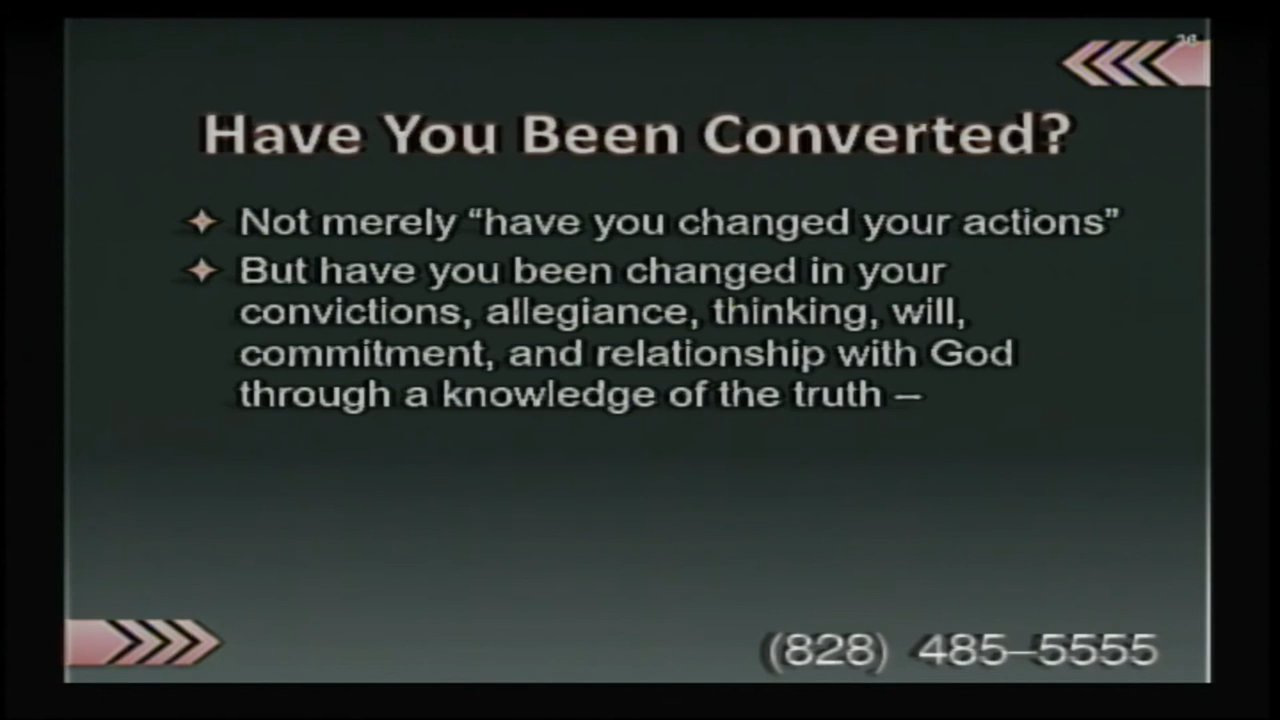 Have You Been Converted?
Not merely “have you changed your actions”
But have you been changed in your
convictions, allegiance, thinking, will,
commitment, and relationship with God
through a knowledge of the truth –
(828) 485–5555